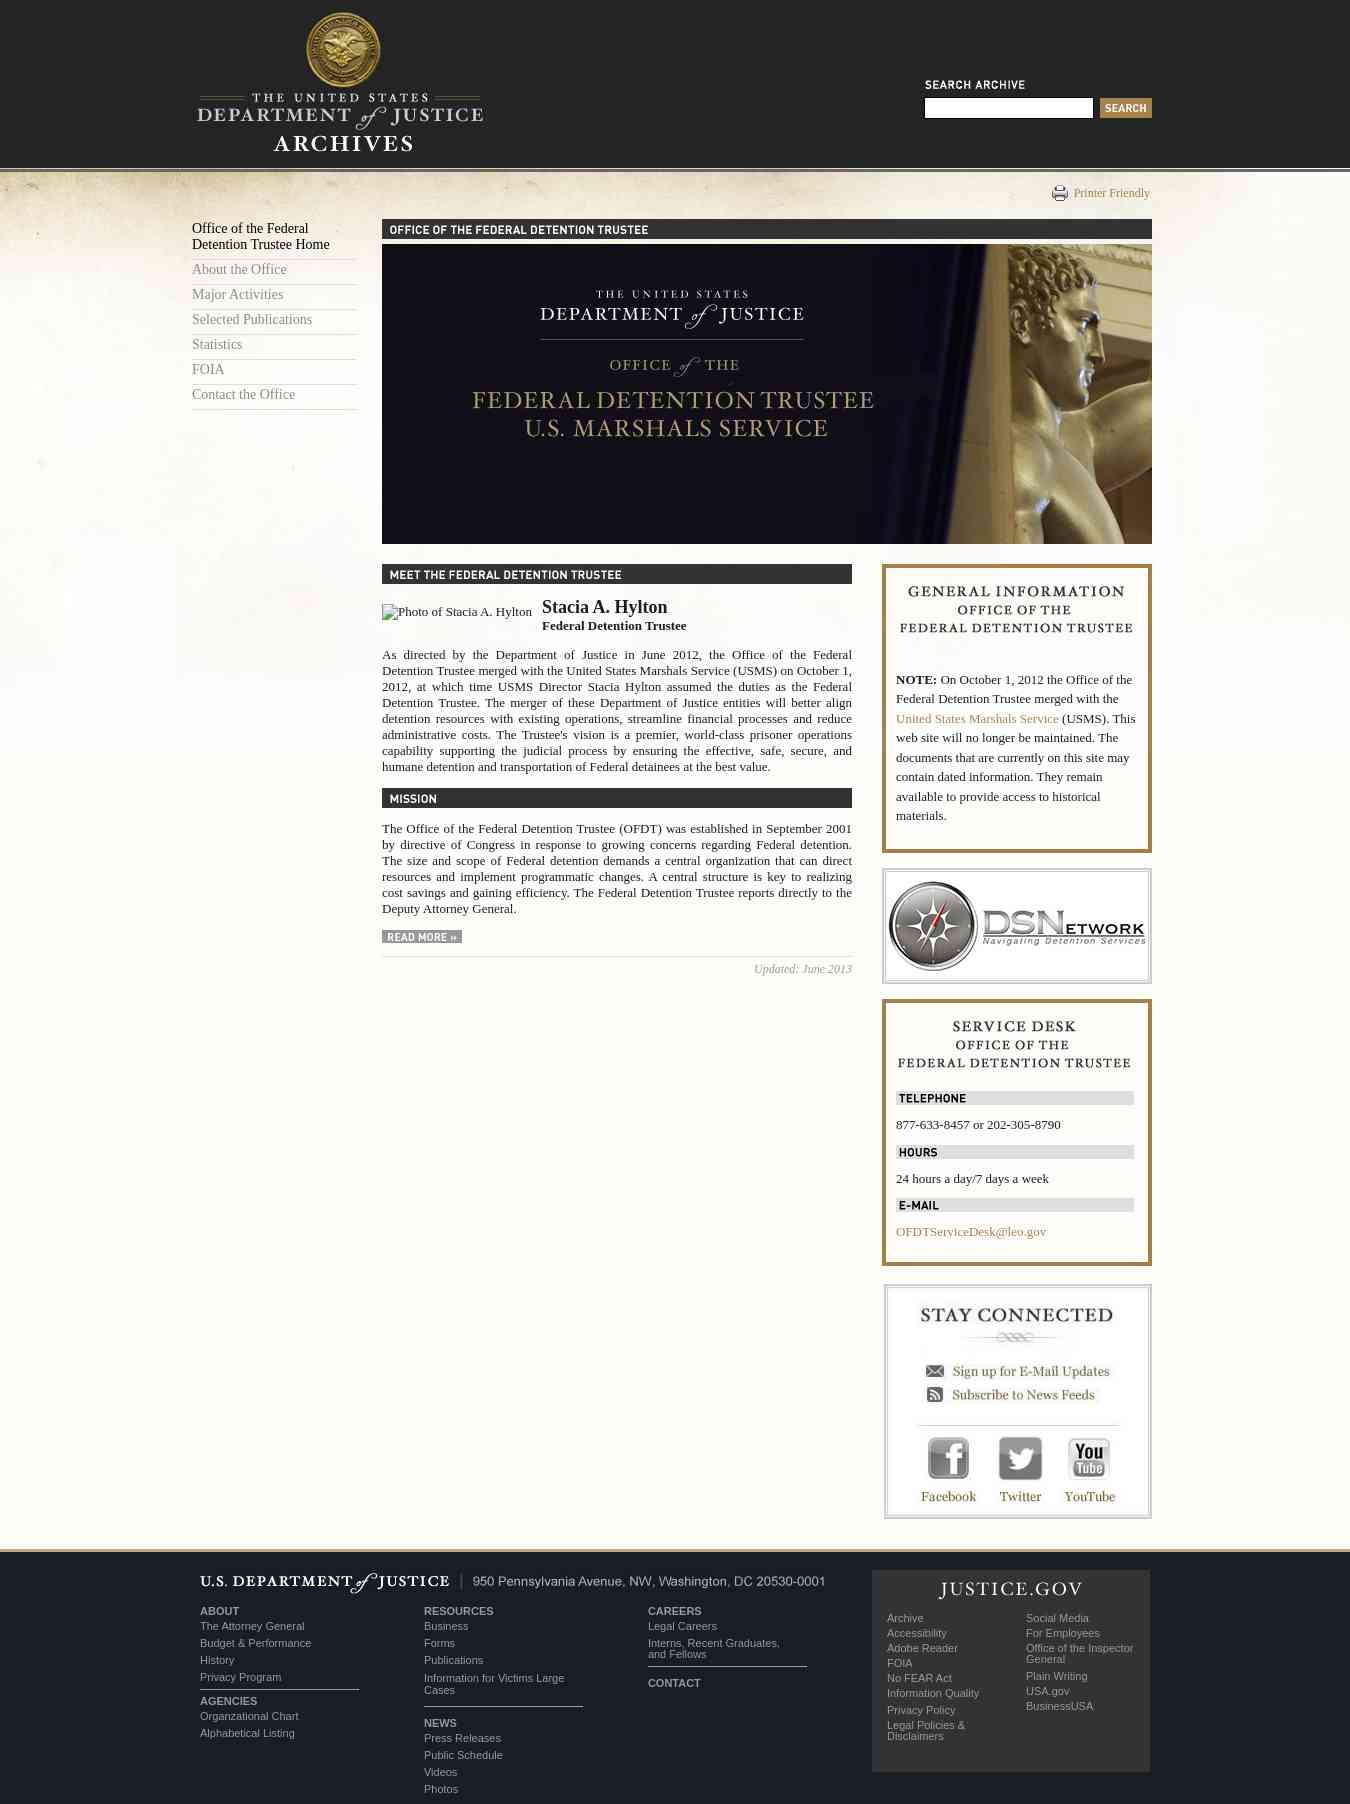 THE UNITED STATES
DEPARTMENT of JUSTICE
ARCHIVES
SEARCH ARCHIVE
SEARCH
Printer Friendly
Office of the Federal
Detention Trustee Home
About the Office
Major Activities
Selected Publications
Statistics
FOIA
Contact the Office
OFFICE OF THE FEDERAL DETENTION TRUSTEE
THE UNITED STATES
DEPARTMENT of JUSTICE
OFFICE of THE
FEDERAL DETENTION TRUSTEE
U.S. MARSHALS SERVICE
MEET THE FEDERAL DETENTION TRUSTEE
Photo of Stacia A. Hylton
Stacia A. Hylton
Federal Detention Trustee
As directed by the Department of Justice in June 2012, the Office of the Federal
Detention Trustee merged with the United States Marshals Service (USMS) on October 1,
2012, at which time USMS Director Stacia Hylton assumed the duties as the Federal
Detention Trustee. The merger of these Department of Justice entities will better align
detention resources with existing operations, streamline financial processes and reduce
administrative costs. The Trustee's vision is a premier, world-class prisoner operations
capability supporting the judicial process by ensuring the effective, safe, secure, and
humane detention and transportation of Federal detainees at the best value.
MISSION
The Office of the Federal Detention Trustee (OFDT) was established in September 2001
by directive of Congress in response to growing concerns regarding Federal detention.
The size and scope of Federal detention demands a central organization that can direct
resources and implement programmatic changes. A central structure is key to realizing
cost savings and gaining efficiency. The Federal Detention Trustee reports directly to the
Deputy Attorney General.
READ MORE »
Updated: June 2013
GENERAL INFORMATION
OFFICE OF THE
FEDERAL DETENTION TRUSTEE
NOTE: On October 1, 2012 the Office of the
Federal Detention Trustee merged with the
United States Marshals Service (USMS). This
web site will no longer be maintained. The
documents that are currently on this site may
contain dated information. They remain
available to provide access to historical
materials.
DSNETWORK
Navigating Detention Services
SERVICE DESK
OFFICE OF THE
FEDERAL DETENTION TRUSTEE
TELEPHONE
877-633-8457 or 202-305-8790
HOURS
24 hours a day/7 days a week
E-MAIL
OFDTServiceDesk@leo.gov
STAY CONNECTED
Sign up for E-Mail Updates
Subscribe to News Feeds
You
Tube
Facebook Twitter YouTube
U.S. DEPARTMENT of JUSTICE | 950 Pennsylvania Avenue, NW, Washington, DC 20530-0001
ABOUT
The Attorney General
Budget & Performance
History
Privacy Program
AGENCIES
Organzational Chart
Alphabetical Listing
RESOURCES
Business
Forms
Publications
Information for Victims Large
Cases
NEWS
Press Releases
Public Schedule
Videos
Photos
CAREERS
Legal Careers
Interns, Recent Graduates,
and Fellows
CONTACT
JUSTICE.GOV
Archive
Accessibility
Adobe Reader
FOIA
No FEAR Act
Information Quality
Privacy Policy
Legal Policies &
Disclaimers
Social Media
For Employees
Office of the Inspector
General
Plain Writing
USA.gov
BusinessUSA